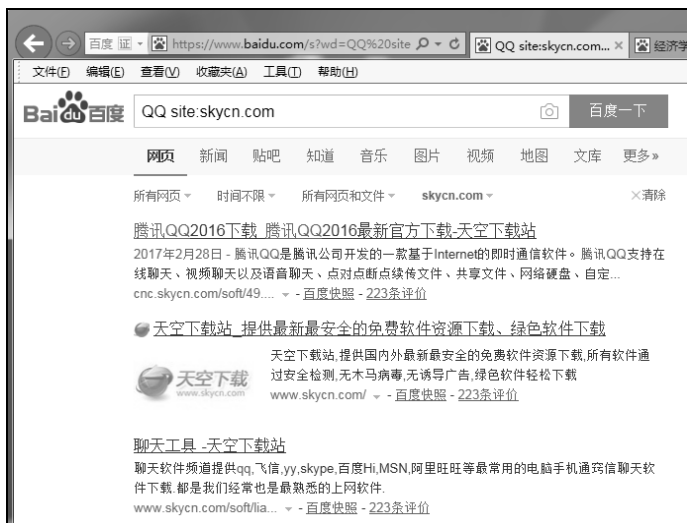 百度 证 https://www.baidu.com/s?wd=QQ%20site QQ site:skycn.com... × 经济学
文件(F) 编辑(E) 查看(V) 收藏夹(A) 工具(T) 帮助(H)
Bai du 百度 QQ site:skycn.com 百度一下
网页 新闻 贴吧 知道 音乐 图片 视频 地图 文库 更多»
所有网页 时间不限 所有网页和文件 skycn.com ×清除
腾讯QQ2016下载_腾讯QQ2016最新官方下载-天空下载站
2017年2月28日 - 腾讯QQ是腾讯公司开发的一款基于Internet的即时通信软件。腾讯QQ支持在
线聊天、视频聊天以及语音聊天、点对点断点续传文件、共享文件、网络硬盘、自定...
cnc.skycn.com/soft/49.... - 百度快照 - 223条评价
天空下载站_提供最新最安全的免费软件资源下载、绿色软件下载
天空下载站,提供国内外最新最安全的免费软件资源下载,所有软件通
过安全检测,无木马病毒,无诱导广告,绿色软件轻松下载
天空下载
www.skycn.com
www.skycn.com/ - 百度快照 - 223条评价
聊天工具 -天空下载站
聊天软件频道提供qq,飞信,yy,skype,百度Hi,MSN,阿里旺旺等最常用的电脑手机通窍信聊天软
件下载.都是我们经常也是最熟悉的上网软件.
www.skycn.com/soft/lia... - 百度快照 - 223条评价